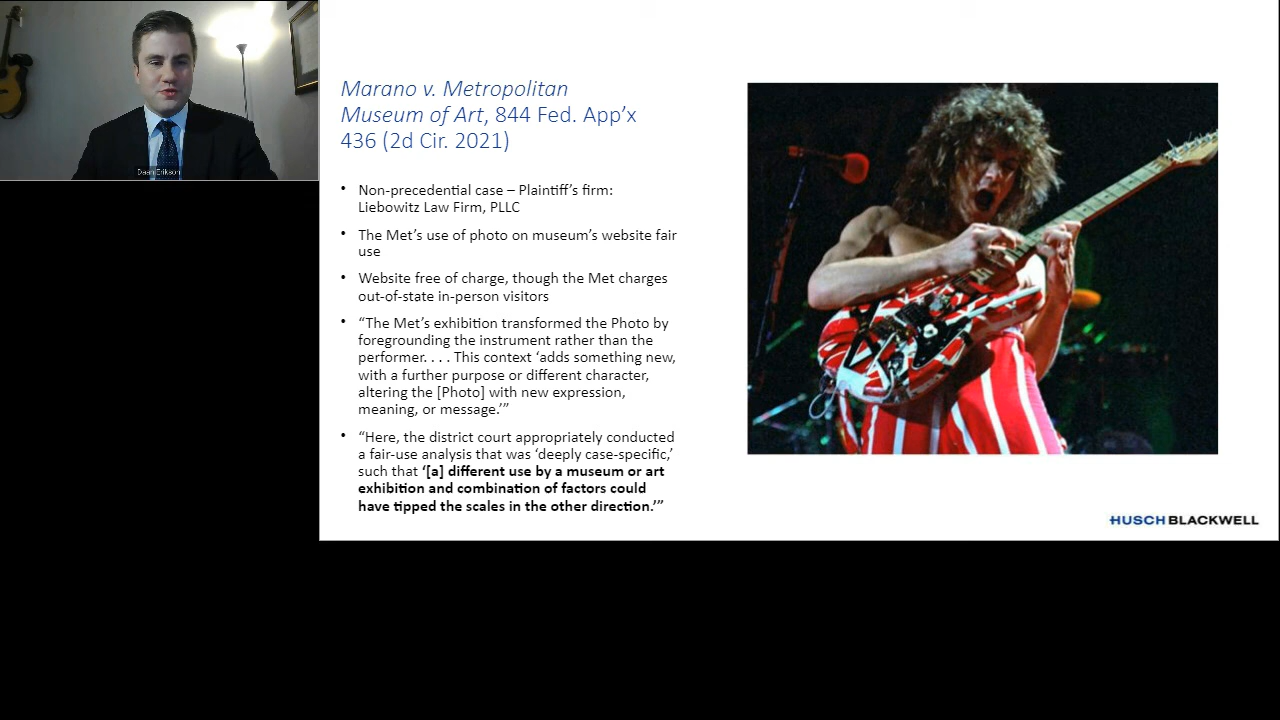 Marano v. Metropolitan
Museum of Art, 844 Fed. App’x
436 (2d Cir. 2021)
• Non-precedential case – Plaintiff’s firm:
Liebowitz Law Firm, PLLC
• The Met’s use of photo on museum’s website fair
use
• Website free of charge, though the Met charges
out-of-state in-person visitors
• “The Met’s exhibition transformed the Photo by
foregrounding the instrument rather than the
performer. . . . This context ‘adds something new,
with a further purpose or different character,
altering the [Photo] with new expression,
meaning, or message.’”
• “Here, the district court appropriately conducted
a fair-use analysis that was ‘deeply case-specific,’
such that ‘[a] different use by a museum or art
exhibition and combination of factors could
have tipped the scales in the other direction.’”
HUSCH BLACKWELL
Daan Erikson